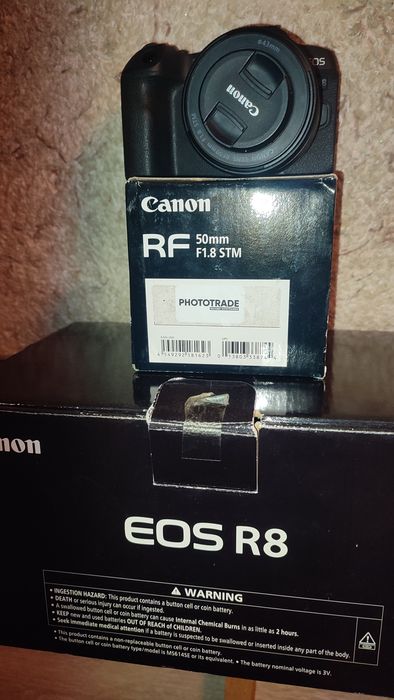 ø43mm
EOS
Canon
Canon
RF 50mm
F1.8 STM
PHOTOTRADE
4 549292 181623
Canon
EOS R8
WARNING
• INGESTION HAZARD: This product contains a button cell or coin battery.
• DEATH or serious injury can occur if ingested.
• A swallowed button cell or coin battery can cause Internal Chemical Burns in as little as 2 hours.
• KEEP new and used batteries OUT OF REACH of CHILDREN.
• Seek immediate medical attention if a battery is suspected to be swallowed or inserted inside any part of the body.
• This product contains a non-replaceable button cell or coin battery.
• The button cell or coin battery type/model is MS614SE or its equivalent. • The battery nominal voltage is 3V.